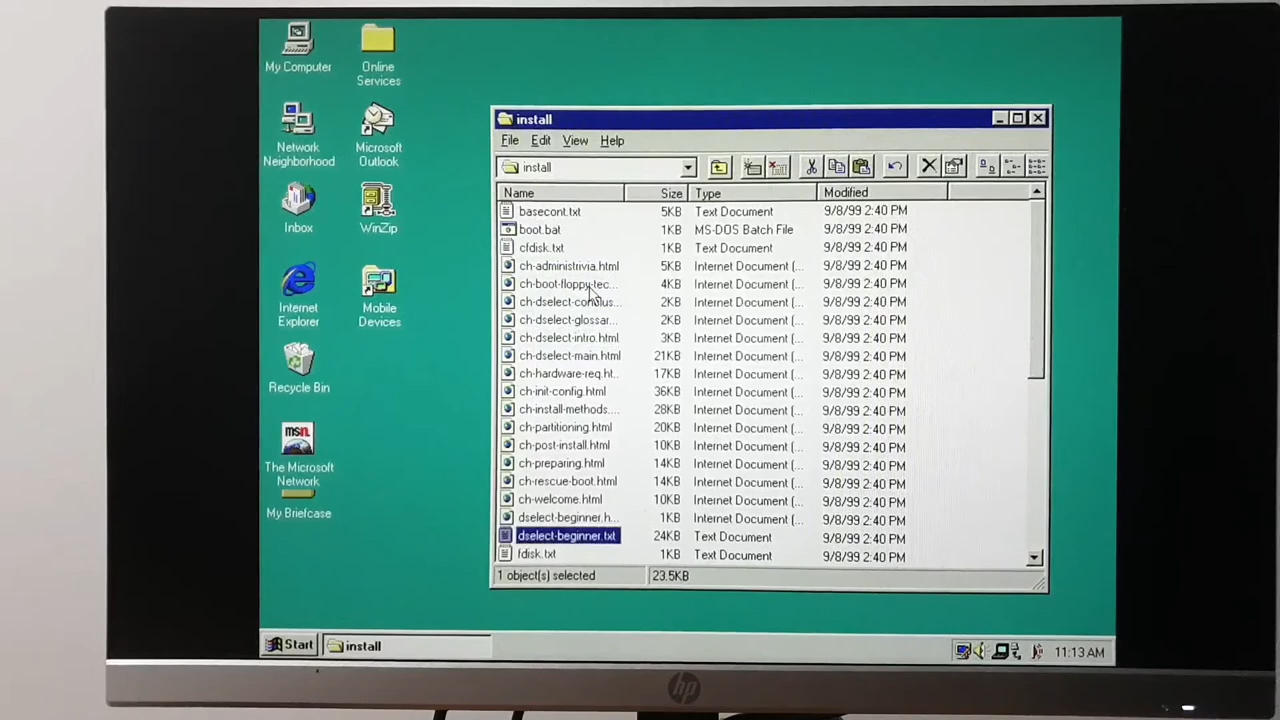 My Computer
Online
Services
Network
Neighborhood
Microsoft
Outlook
Inbox
WinZip
Internet
Explorer
Mobile
Devices
Recycle Bin
msn
The Microsoft
Network
My Briefcase
install
File Edit View Help
install
Name Size Type Modified
basecont.txt 5KB Text Document 9/8/99 2:40 PM
boot.bat 1KB MS-DOS Batch File 9/8/99 2:40 PM
cfdisk.txt 1KB Text Document 9/8/99 2:40 PM
ch-administrivia.html 5KB Internet Document (... 9/8/99 2:40 PM
ch-boot-floppy-tec... 4KB Internet Document (... 9/8/99 2:40 PM
ch-dselect-conclus... 2KB Internet Document (... 9/8/99 2:40 PM
ch-dselect-glossar... 2KB Internet Document (... 9/8/99 2:40 PM
ch-dselect-intro.html 3KB Internet Document (... 9/8/99 2:40 PM
ch-dselect-main.html 21KB Internet Document (... 9/8/99 2:40 PM
ch-hardware-req.ht... 17KB Internet Document (... 9/8/99 2:40 PM
ch-init-config.html 36KB Internet Document (... 9/8/99 2:40 PM
ch-install-methods.... 28KB Internet Document (... 9/8/99 2:40 PM
ch-partitioning.html 20KB Internet Document (... 9/8/99 2:40 PM
ch-post-install.html 10KB Internet Document (... 9/8/99 2:40 PM
ch-preparing.html 14KB Internet Document (... 9/8/99 2:40 PM
ch-rescue-boot.html 14KB Internet Document (... 9/8/99 2:40 PM
ch-welcome.html 10KB Internet Document (... 9/8/99 2:40 PM
dselect-beginner.h... 1KB Internet Document (... 9/8/99 2:40 PM
dselect-beginner.txt 24KB Text Document 9/8/99 2:40 PM
fdisk.txt 1KB Text Document 9/8/99 2:40 PM
1 object(s) selected 23.5KB
Start install 11:13 AM
hp